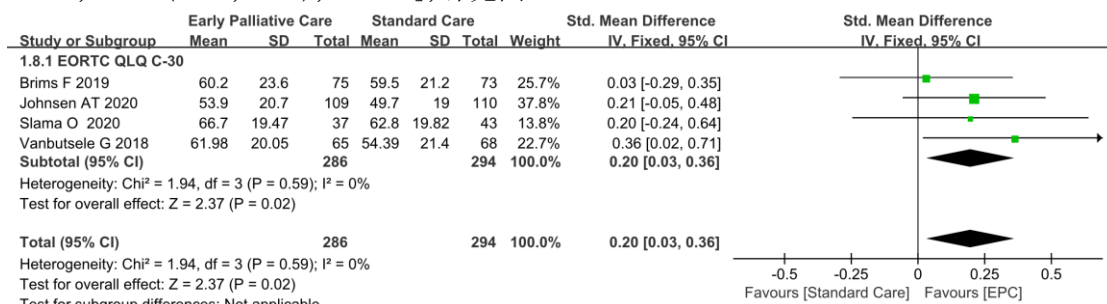 Early Palliative Care Standard Care Std. Mean Difference Std. Mean Difference
Study or Subgroup Mean SD Total Mean SD Total Weight IV, Fixed, 95% CI IV, Fixed, 95% CI
1.8.1 EORTC QLQ C-30
Brims F 2019 60.2 23.6 75 59.5 21.2 73 25.7% 0.03 [-0.29, 0.35]
Johnsen AT 2020 53.9 20.7 109 49.7 19 110 37.8% 0.21 [-0.05, 0.48]
Slama O 2020 66.7 19.47 37 62.8 19.82 43 13.8% 0.20 [-0.24, 0.64]
Vanbutsele G 2018 61.98 20.05 65 54.39 21.4 68 22.7% 0.36 [0.02, 0.71]
Subtotal (95% CI) 286 294 100.0% 0.20 [0.03, 0.36]
Heterogeneity: Chi² = 1.94, df = 3 (P = 0.59); I² = 0%
Test for overall effect: Z = 2.37 (P = 0.02)
Total (95% CI) 286 294 100.0% 0.20 [0.03, 0.36]
Heterogeneity: Chi² = 1.94, df = 3 (P = 0.59); I² = 0%
Test for overall effect: Z = 2.37 (P = 0.02)
Test for subgroup differences: Not applicable
-0.5 -0.25 0 0.25 0.5
Favours [Standard Care] Favours [EPC]